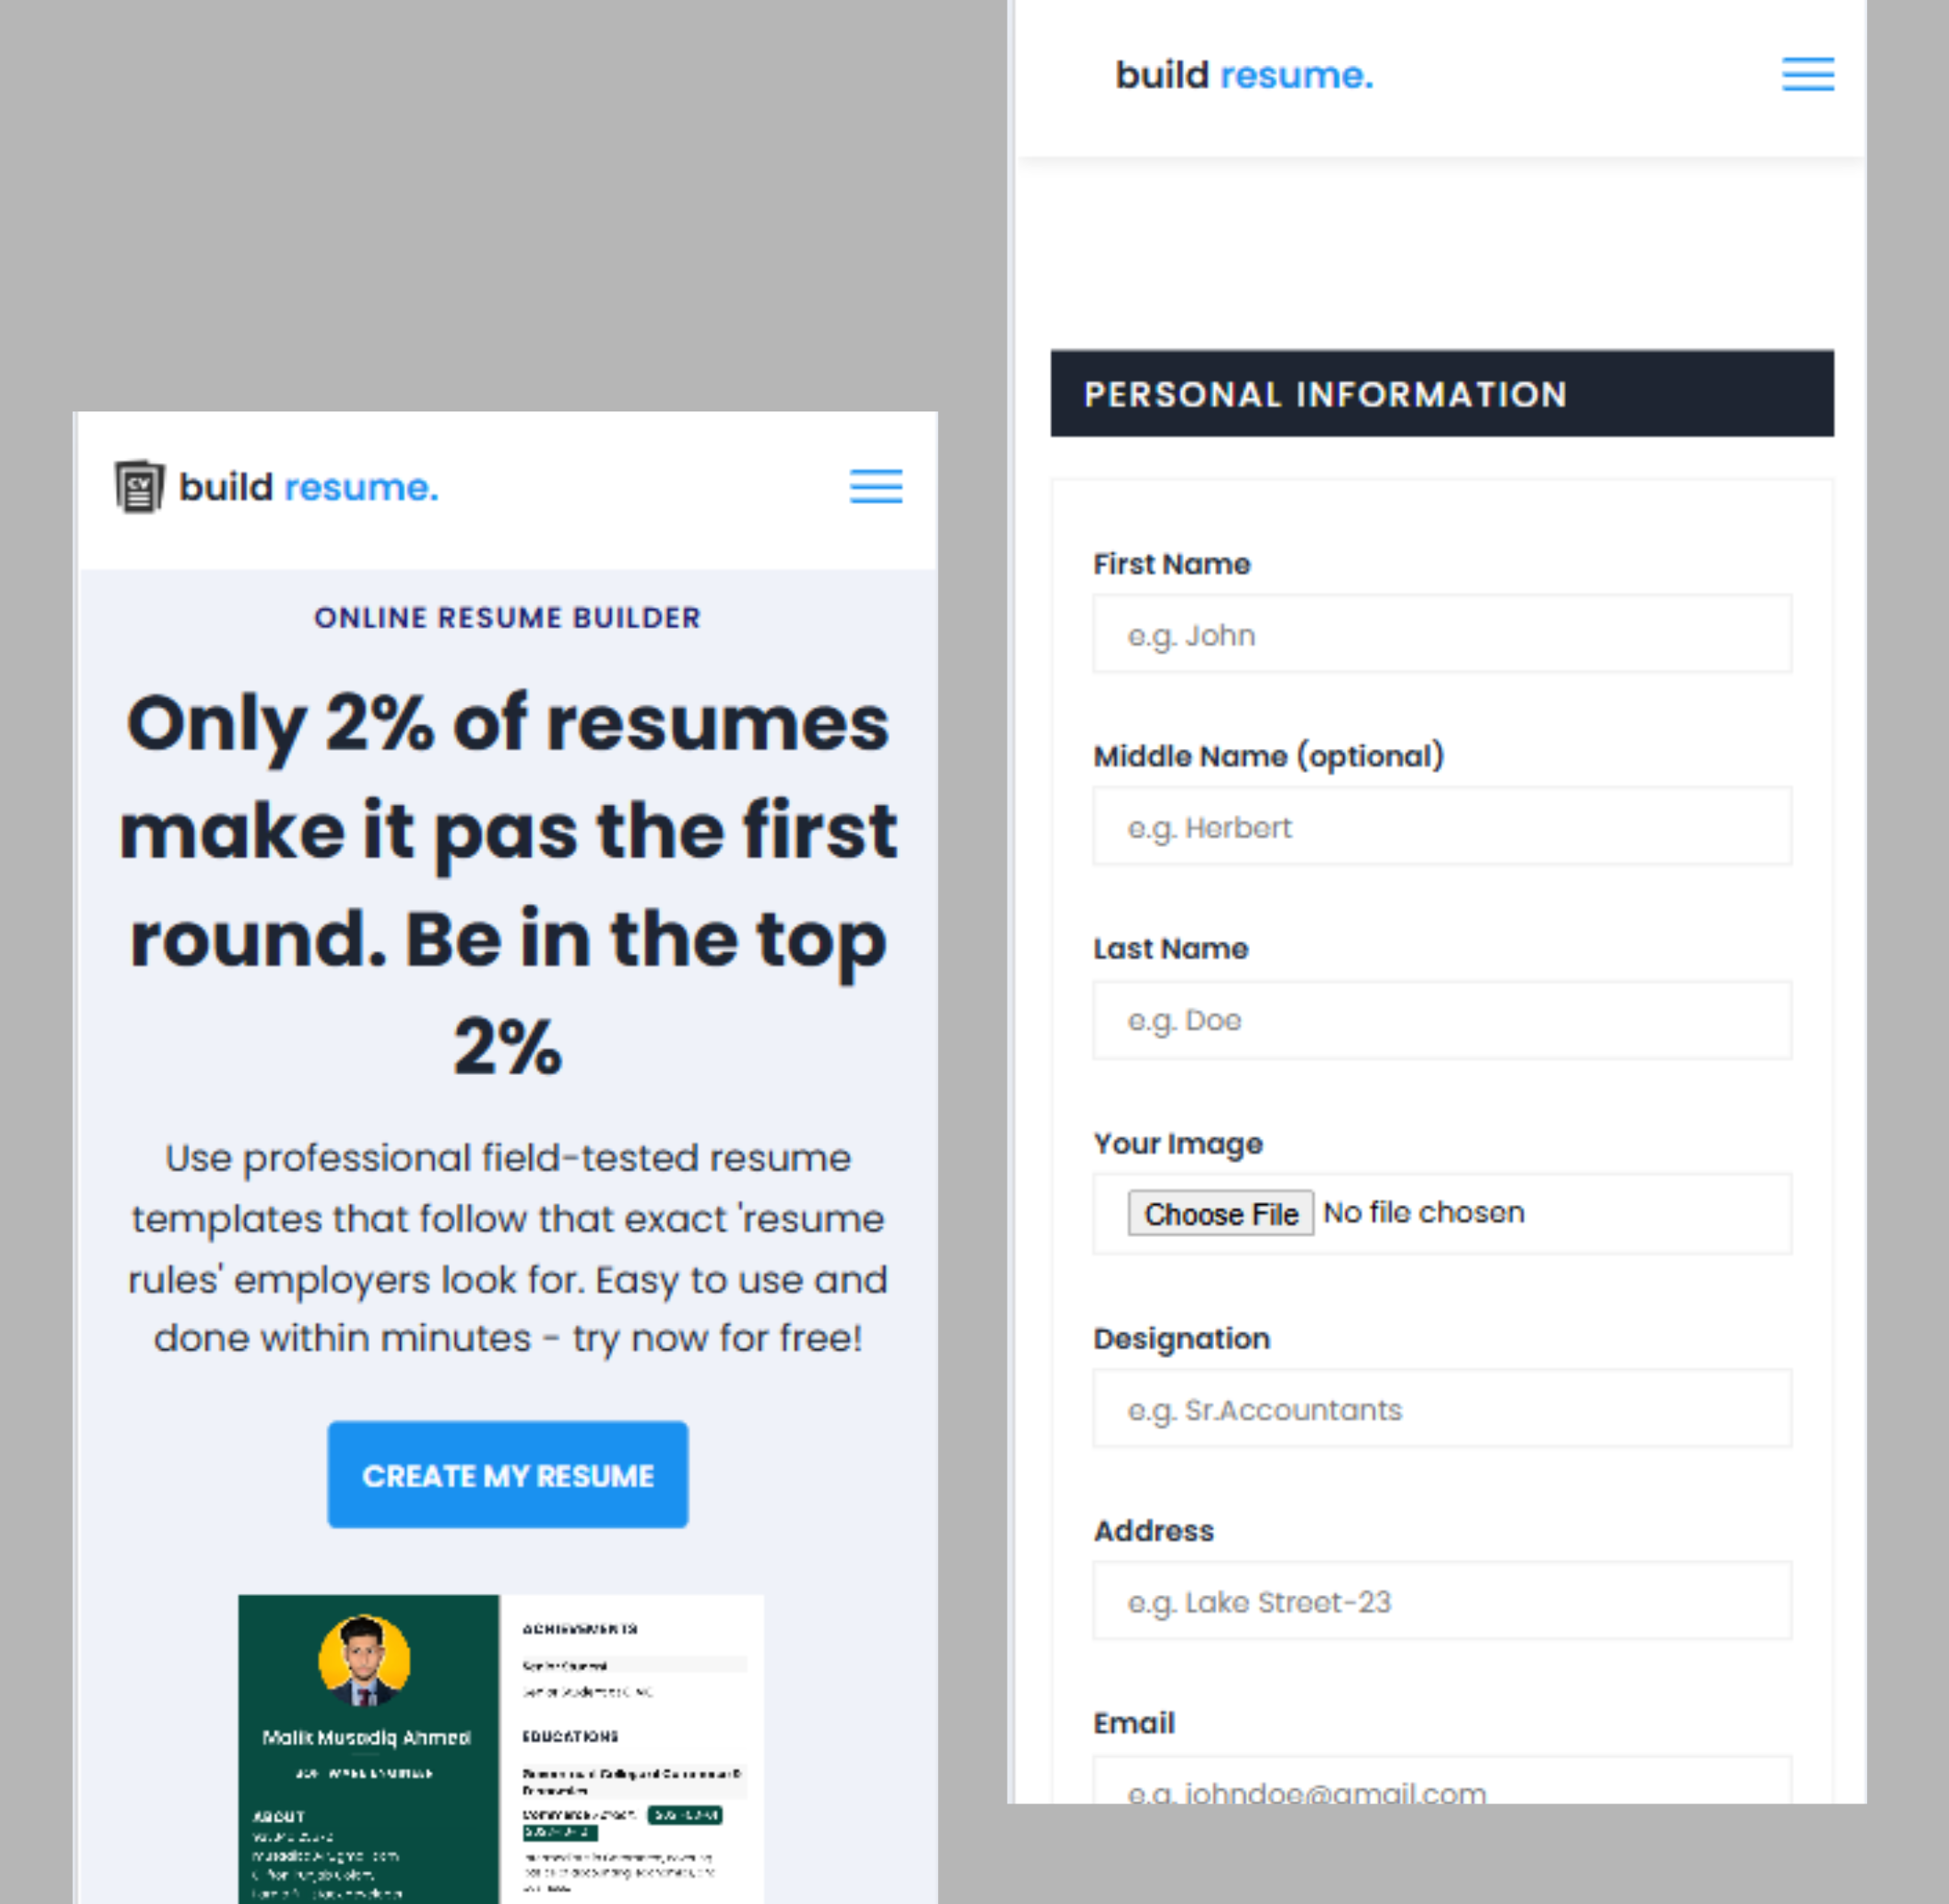 build resume.
ONLINE RESUME BUILDER
Only 2% of resumes
make it pas the first
round. Be in the top
2%
Use professional field-tested resume
templates that follow that exact 'resume
rules' employers look for. Easy to use and
done within minutes - try now for free!
CREATE MY RESUME
CV
Malik Musadiq Ahmed
ABOUT
ACHIEVEMENTS
Senior Student
EDUCATIONS
build resume.
PERSONAL INFORMATION
First Name
e.g. John
Middle Name (optional)
e.g. Herbert
Last Name
e.g. Doe
Your Image
Choose File No file chosen
Designation
e.g. Sr.Accountants
Address
e.g. Lake Street-23
Email
e.g. johndoe@gmail.com